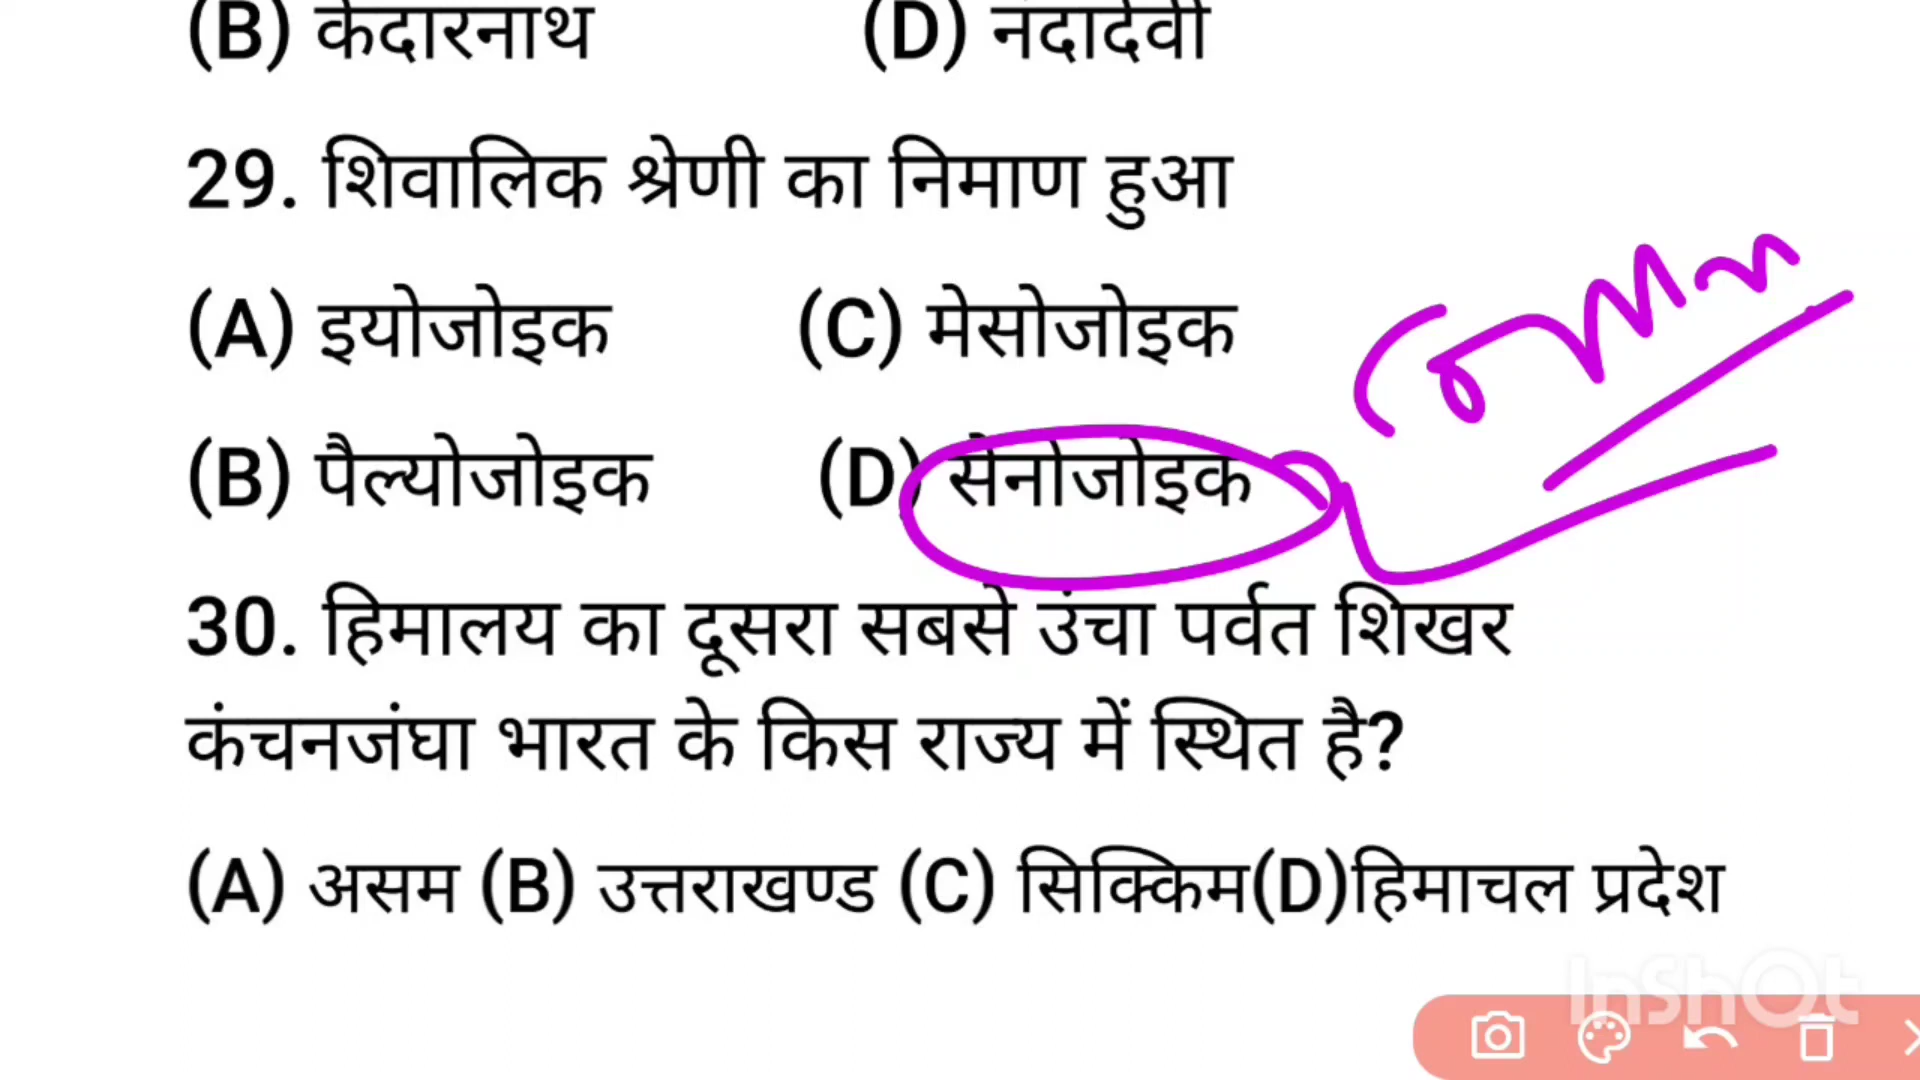 (B) केदारनाथ (D) नंदादेवी
29. शिवालिक श्रेणी का निमाण हुआ
(A) इयोजोइक (C) मेसोजोइक
(B) पैल्योजोइक (D) सेनोजोइक
30. हिमालय का दूसरा सबसे उंचा पर्वत शिखर
कंचनजंघा भारत के किस राज्य में स्थित है?
(A) असम (B) उत्तराखण्ड (C) सिक्किम(D)हिमाचल प्रदेश
InShOt